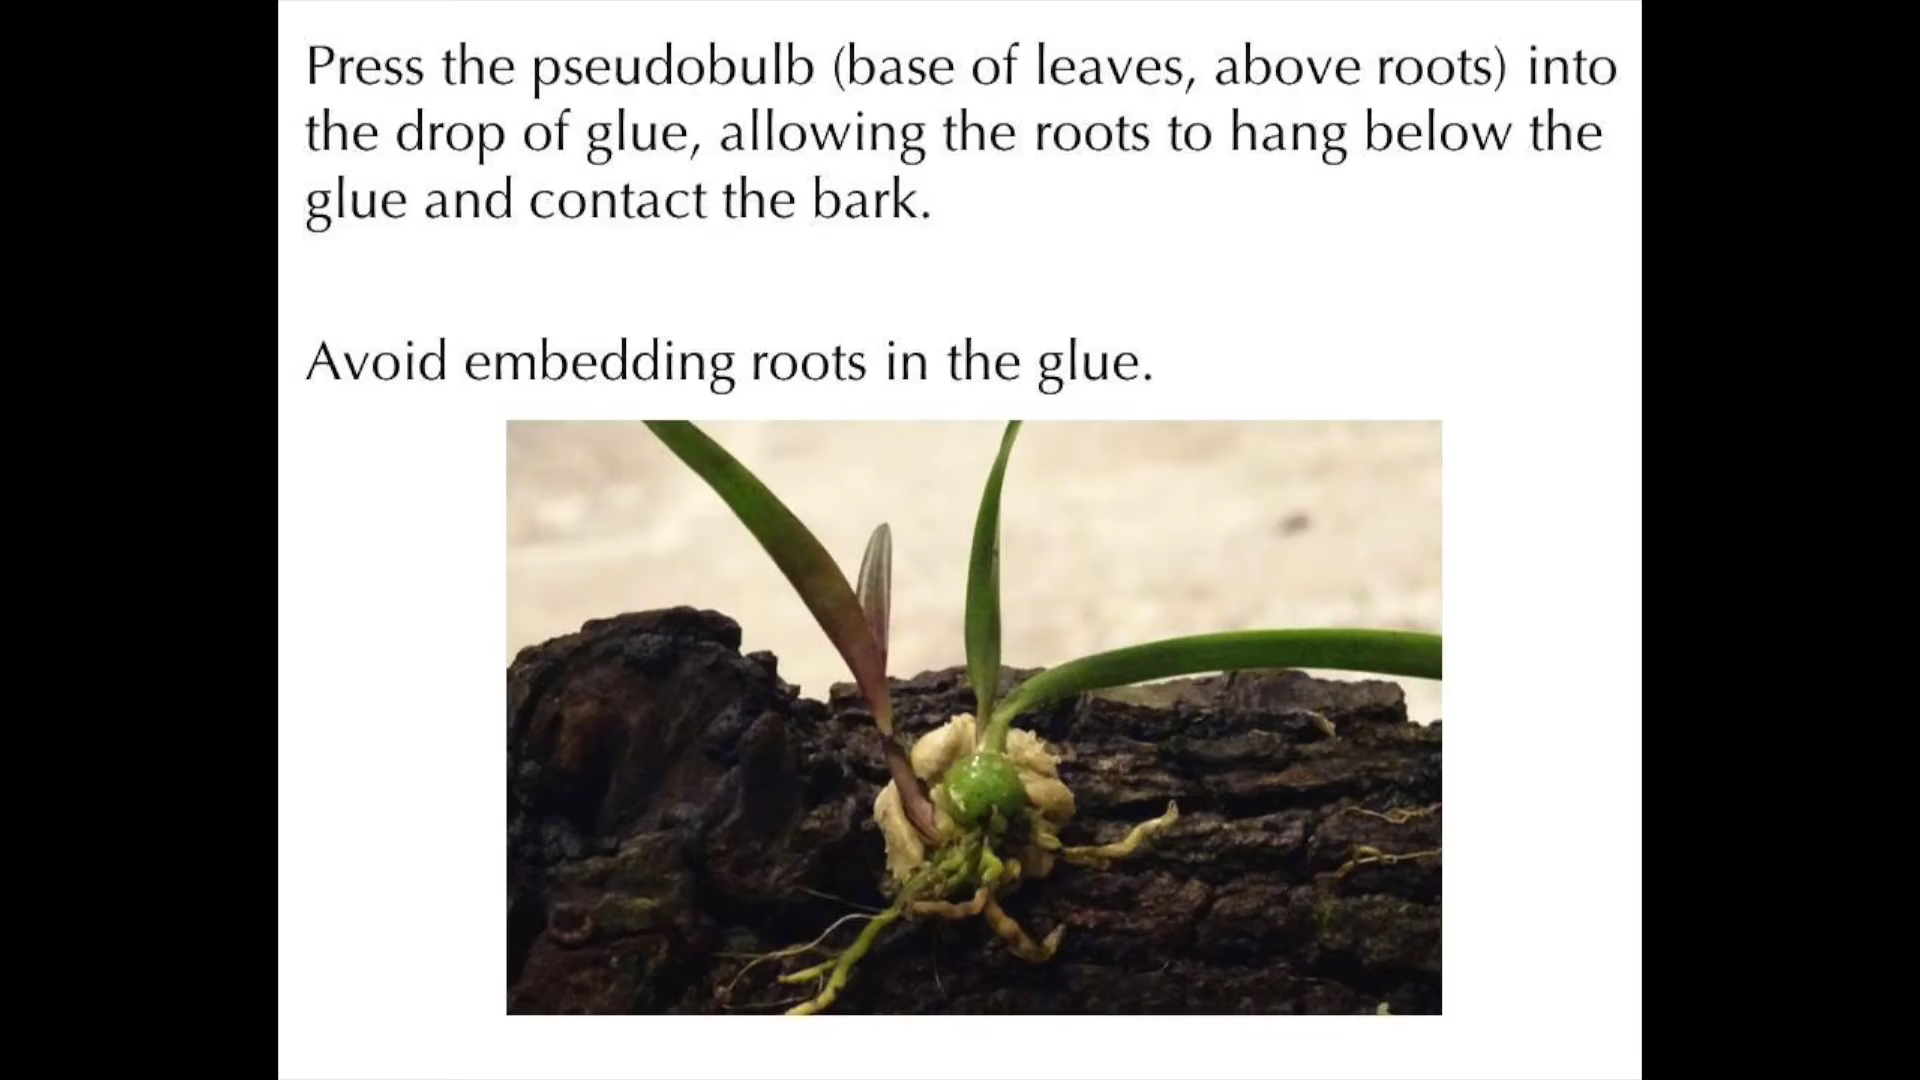 Press the pseudobulb (base of leaves, above roots) into
the drop of glue, allowing the roots to hang below the
glue and contact the bark.
Avoid embedding roots in the glue.